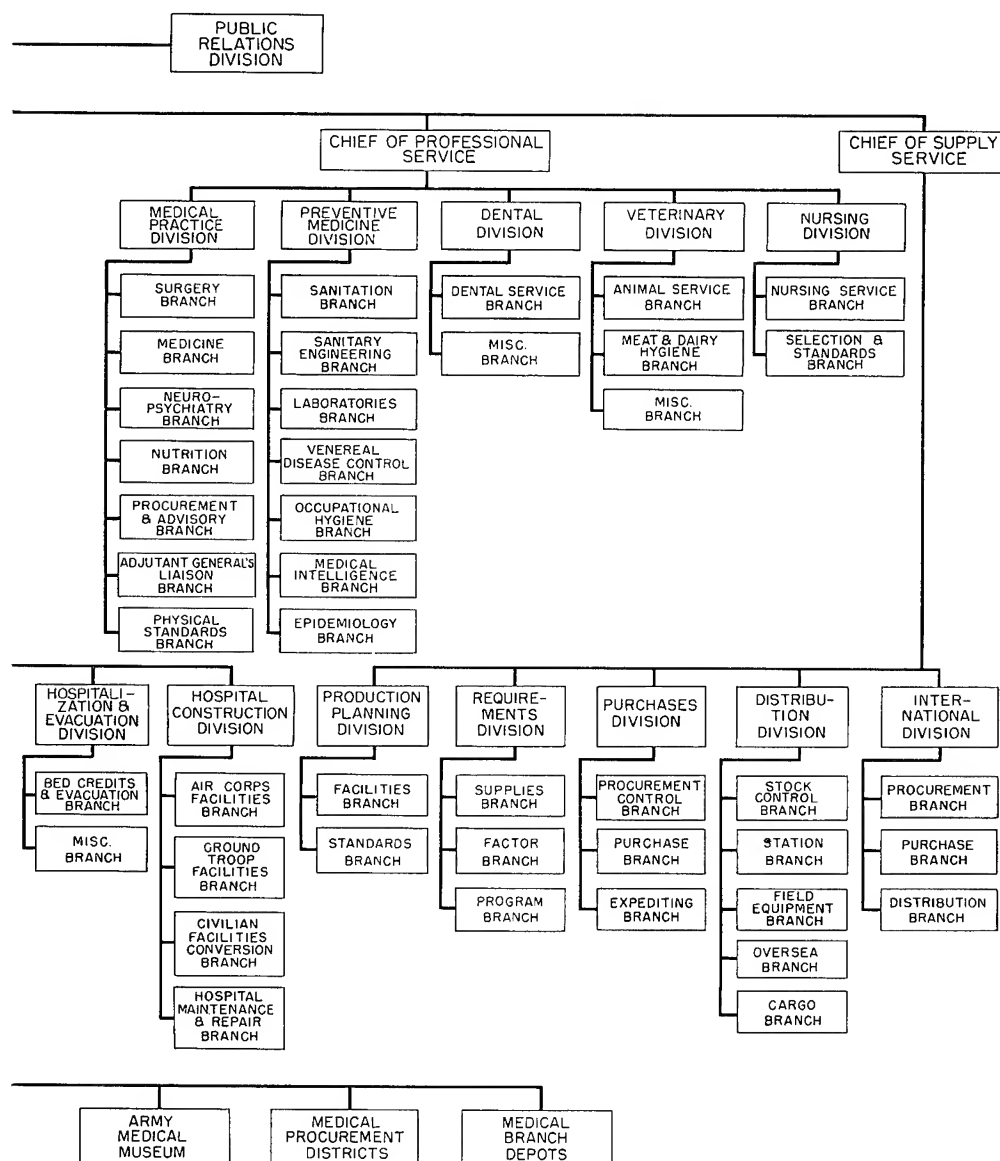 PUBLIC
RELATIONS
DIVISION
CHIEF OF PROFESSIONAL
SERVICE
CHIEF OF SUPPLY
SERVICE
MEDICAL
PRACTICE
DIVISION
SURGERY
BRANCH
MEDICINE
BRANCH
NEURO-
PSYCHIATRY
BRANCH
NUTRITION
BRANCH
PROCUREMENT
& ADVISORY
BRANCH
ADJUTANT GENERAL'S
LIAISON
BRANCH
PHYSICAL
STANDARDS
BRANCH
PREVENTIVE
MEDICINE
DIVISION
SANITATION
BRANCH
SANITARY
ENGINEERING
BRANCH
LABORATORIES
BRANCH
VENEREAL
DISEASE CONTROL
BRANCH
OCCUPATIONAL
HYGIENE
BRANCH
MEDICAL
INTELLIGENCE
BRANCH
EPIDEMIOLOGY
BRANCH
DENTAL
DIVISION
DENTAL SERVICE
BRANCH
MISC.
BRANCH
VETERINARY
DIVISION
ANIMAL SERVICE
BRANCH
MEAT & DAIRY
HYGIENE
BRANCH
MISC.
BRANCH
NURSING
DIVISION
NURSING SERVICE
BRANCH
SELECTION &
STANDARDS
BRANCH
HOSPITALI-
ZATION &
EVACUATION
DIVISION
BED CREDITS
& EVACUATION
BRANCH
MISC.
BRANCH
HOSPITAL
CONSTRUCTION
DIVISION
AIR CORPS
FACILITIES
BRANCH
GROUND
TROOP
FACILITIES
BRANCH
CIVILIAN
FACILITIES
CONVERSION
BRANCH
HOSPITAL
MAINTENANCE
& REPAIR
BRANCH
PRODUCTION
PLANNING
DIVISION
FACILITIES
BRANCH
STANDARDS
BRANCH
REQUIRE-
MENTS
DIVISION
SUPPLIES
BRANCH
FACTOR
BRANCH
PROGRAM
BRANCH
PURCHASES
DIVISION
PROCUREMENT
CONTROL
BRANCH
PURCHASE
BRANCH
EXPEDITING
BRANCH
DISTRIBU-
TION
DIVISION
STOCK
CONTROL
BRANCH
STATION
BRANCH
FIELD
EQUIPMENT
BRANCH
OVERSEA
BRANCH
CARGO
BRANCH
INTER-
NATIONAL
DIVISION
PROCUREMENT
BRANCH
PURCHASE
BRANCH
DISTRIBUTION
BRANCH
ARMY
MEDICAL
MUSEUM
MEDICAL
PROCUREMENT
DISTRICTS
MEDICAL
BRANCH
DEPOTS